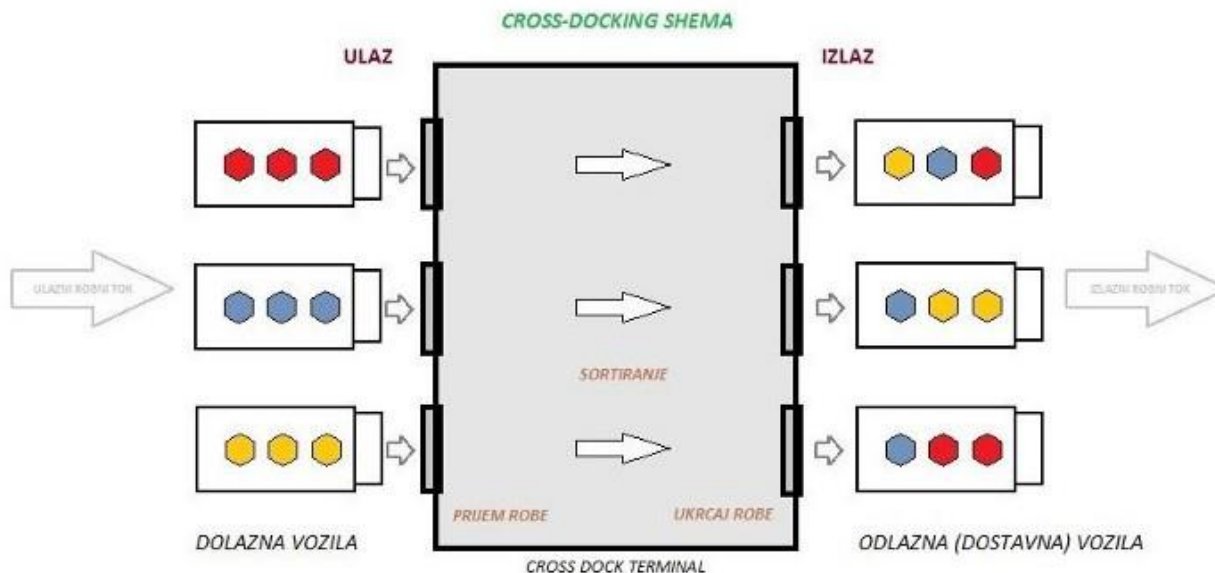 CROSS-DOCKING SHEMA
ULAZ
IZLAZ
ULAZNI ROBNI TOK
IZLAZNI ROBNI TOK
SORTIRANJE
PRIJEM ROBE
UKRCAJ ROBE
DOLAZNA VOZILA
ODLAZNA (DOSTAVNA) VOZILA
CROSS DOCK TERMINAL